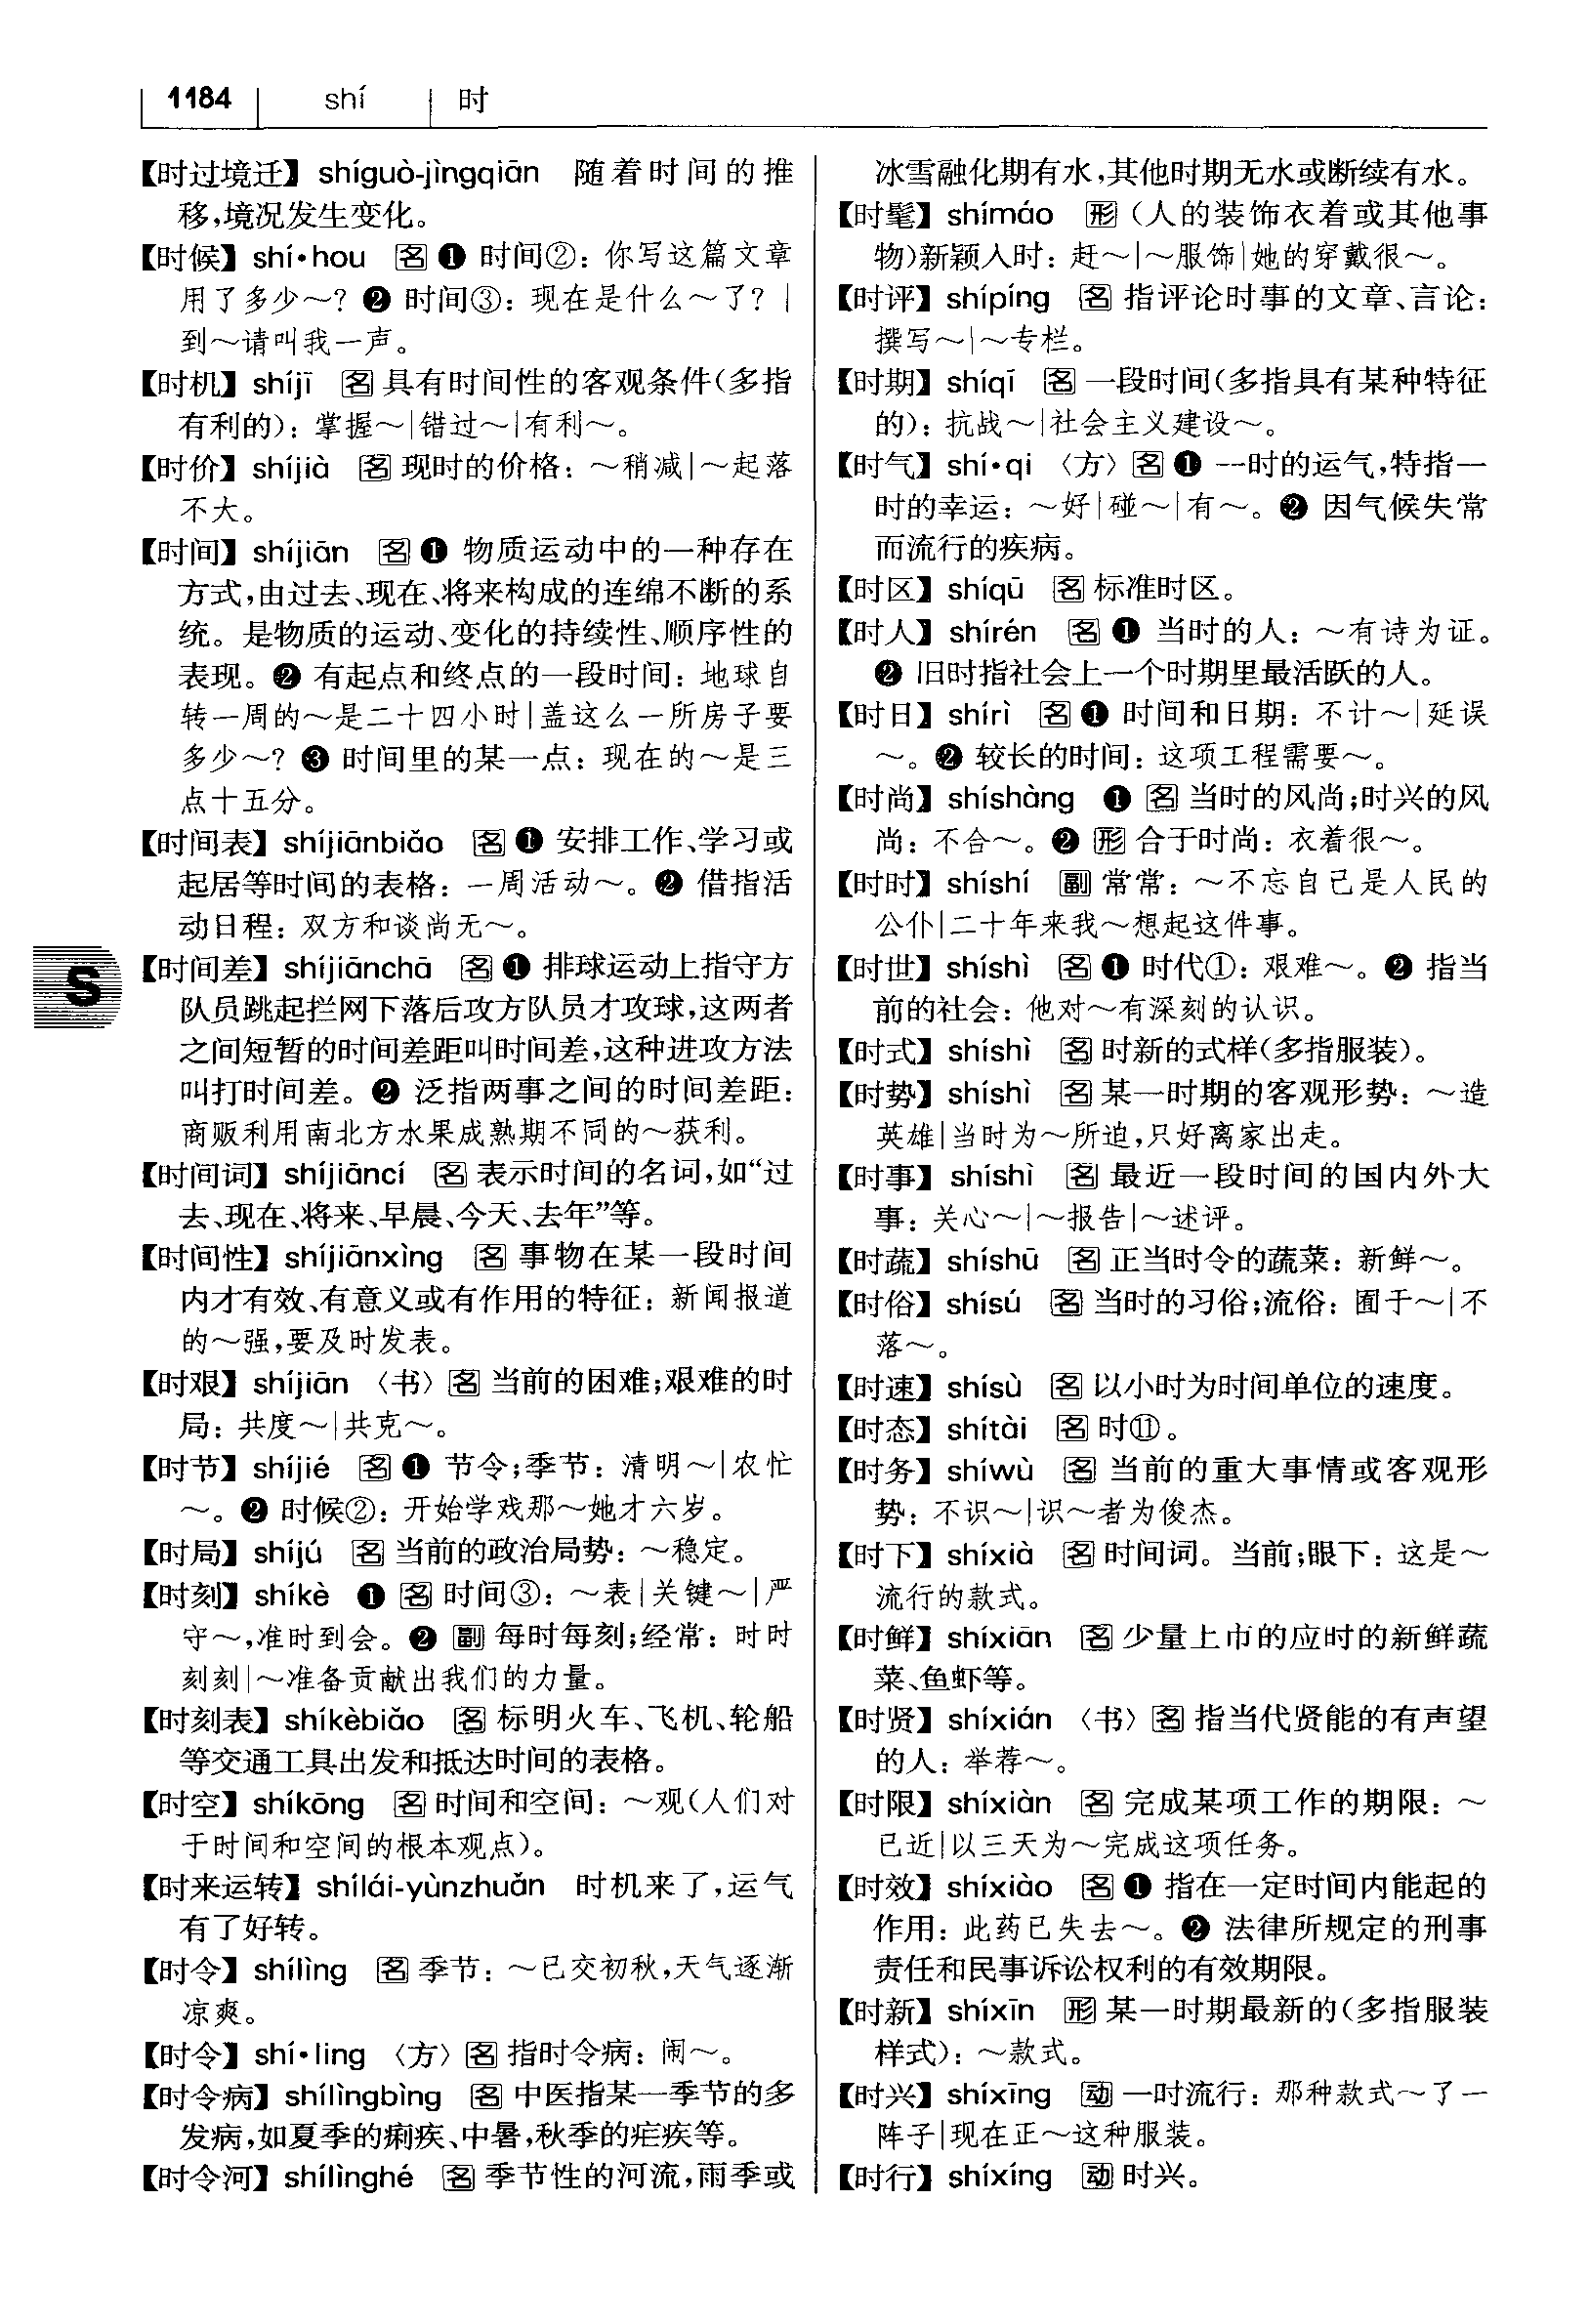 1184 shí 时
【时过境迁】 shíguò-jìngqiān 随着时间的推
移,境况发生变化。
【时候】 shí·hou 名 ❶ 时间②: 你写这篇文章
用了多少～? ❷ 时间③: 现在是什么～了? |
到～请叫我一声。
【时机】 shíjī 名 具有时间性的客观条件(多指
有利的): 掌握～|错过～|有利～。
【时价】 shíjià 名 现时的价格: ～稍减|～起落
不大。
【时间】 shíjiān 名 ❶ 物质运动中的一种存在
方式,由过去、现在、将来构成的连绵不断的系
统。是物质的运动、变化的持续性、顺序性的
表现。❷ 有起点和终点的一段时间: 地球自
转一周的～是二十四小时|盖这么一所房子要
多少～? ❸ 时间里的某一点: 现在的～是三
点十五分。
【时间表】 shíjiānbiǎo 名 ❶ 安排工作、学习或
起居等时间的表格: 一周活动～。❷ 借指活
动日程: 双方和谈尚无～。
【时间差】 shíjiānchā 名 ❶ 排球运动上指守方
队员跳起拦网下落后攻方队员才攻球,这两者
之间短暂的时间差距叫时间差,这种进攻方法
叫打时间差。❷ 泛指两事之间的时间差距:
商贩利用南北方水果成熟期不同的～获利。
【时间词】 shíjiāncí 名 表示时间的名词,如“过
去、现在、将来、早晨、今天、去年”等。
【时间性】 shíjiānxìng 名 事物在某一段时间
内才有效、有意义或有作用的特征: 新闻报道
的～强,要及时发表。
【时艰】 shíjiān 〈书〉 名 当前的困难;艰难的时
局: 共度～|共克～。
【时节】 shíjié 名 ❶ 节令;季节: 清明～|农忙
～。❷ 时候②: 开始学戏那～她才六岁。
【时局】 shíjú 名 当前的政治局势: ～稳定。
【时刻】 shíkè ❶ 名 时间③: ～表|关键～|严
守～,准时到会。❷ 副 每时每刻;经常: 时时
刻刻|～准备贡献出我们的力量。
【时刻表】 shíkèbiǎo 名 标明火车、飞机、轮船
等交通工具出发和抵达时间的表格。
【时空】 shíkōng 名 时间和空间: ～观(人们对
于时间和空间的根本观点)。
【时来运转】 shílái-yùnzhuǎn 时机来了,运气
有了好转。
【时令】 shílìng 名 季节: ～已交初秋,天气逐渐
凉爽。
【时令】 shí·ling 〈方〉 名 指时令病: 闹～。
【时令病】 shílìngbìng 名 中医指某一季节的多
发病,如夏季的痢疾、中暑,秋季的疟疾等。
【时令河】 shílìnghé 名 季节性的河流,雨季或
S
冰雪融化期有水,其他时期无水或断续有水。
【时髦】 shímáo 形 (人的装饰衣着或其他事
物)新颖入时: 赶～|～服饰|她的穿戴很～。
【时评】 shípíng 名 指评论时事的文章、言论:
撰写～|～专栏。
【时期】 shíqī 名 一段时间(多指具有某种特征
的): 抗战～|社会主义建设～。
【时气】 shí·qi 〈方〉 名 ❶ 一时的运气,特指一
时的幸运: ～好|碰～|有～。❷ 因气候失常
而流行的疾病。
【时区】 shíqū 名 标准时区。
【时人】 shírén 名 ❶ 当时的人: ～有诗为证。
❷ 旧时指社会上一个时期里最活跃的人。
【时日】 shírì 名 ❶ 时间和日期: 不计～|延误
～。❷ 较长的时间: 这项工程需要～。
【时尚】 shíshàng ❶ 名 当时的风尚;时兴的风
尚: 不合～。❷ 形 合于时尚: 衣着很～。
【时时】 shíshí 副 常常: ～不忘自己是人民的
公仆|二十年来我～想起这件事。
【时世】 shíshì 名 ❶ 时代①: 艰难～。❷ 指当
前的社会: 他对～有深刻的认识。
【时式】 shíshì 名 时新的式样(多指服装)。
【时势】 shíshì 名 某一时期的客观形势: ～造
英雄|当时为～所迫,只好离家出走。
【时事】 shíshì 名 最近一段时间的国内外大
事: 关心～|～报告|～述评。
【时蔬】 shíshū 名 正当时令的蔬菜: 新鲜～。
【时俗】 shísú 名 当时的习俗;流俗: 囿于～|不
落～。
【时速】 shísù 名 以小时为时间单位的速度。
【时态】 shítài 名 时⑪。
【时务】 shíwù 名 当前的重大事情或客观形
势: 不识～|识～者为俊杰。
【时下】 shíxià 名 时间词。当前;眼下: 这是～
流行的款式。
【时鲜】 shíxiān 名 少量上市的应时的新鲜蔬
菜、鱼虾等。
【时贤】 shíxián 〈书〉 名 指当代贤能的有声望
的人: 举荐～。
【时限】 shíxiàn 名 完成某项工作的期限: ～
已近|以三天为～完成这项任务。
【时效】 shíxiào 名 ❶ 指在一定时间内能起的
作用: 此药已失去～。❷ 法律所规定的刑事
责任和民事诉讼权利的有效期限。
【时新】 shíxīn 形 某一时期最新的(多指服装
样式): ～款式。
【时兴】 shíxīng 动 一时流行: 那种款式～了一
阵子|现在正～这种服装。
【时行】 shíxíng 动 时兴。